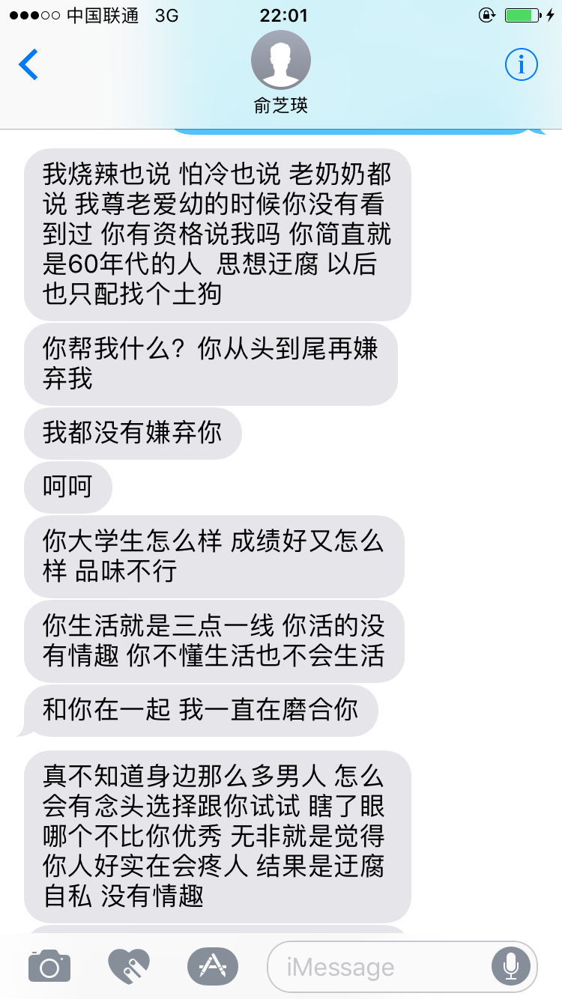 中国联通 3G 22:01
俞芝瑛
我烧辣也说 怕冷也说 老奶奶都
说 我尊老爱幼的时候你没有看
到过 你有资格说我吗 你简直就
是60年代的人 思想迂腐 以后
也只配找个土狗
你帮我什么？你从头到尾再嫌
弃我
我都没有嫌弃你
呵呵
你大学生怎么样 成绩好又怎么
样 品味不行
你生活就是三点一线 你活的没
有情趣 你不懂生活也不会生活
和你在一起 我一直在磨合你
真不知道身边那么多男人 怎么
会有念头选择跟你试试 瞎了眼
哪个不比你优秀 无非就是觉得
你人好实在会疼人 结果是迂腐
自私 没有情趣
iMessage